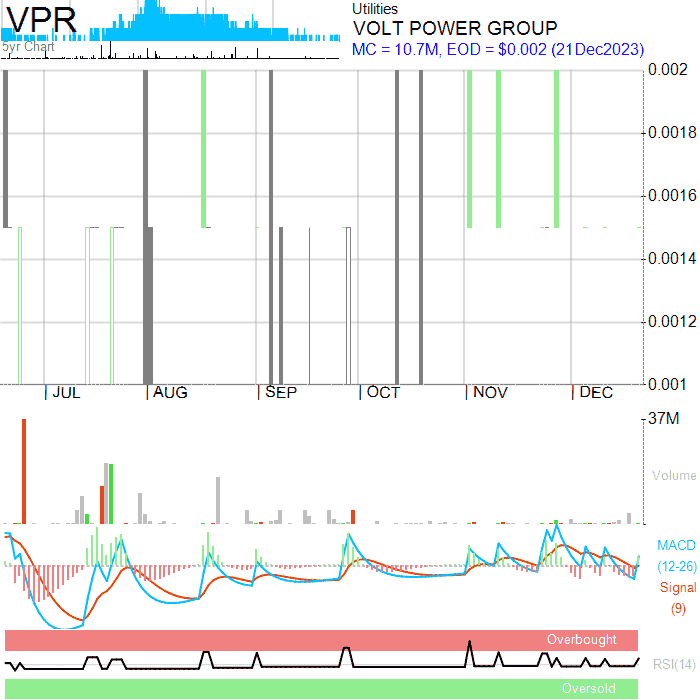 VPR
5yr Chart
Utilities
VOLT POWER GROUP
MC = 10.7M, EOD = $0.002 (21Dec2023)
0.002
0.0018
0.0016
0.0014
0.0012
0.001
JUL
AUG
SEP
OCT
NOV
DEC
37M
Volume
MACD
(12-26)
Signal
(9)
Overbought
RSI(14)
Oversold